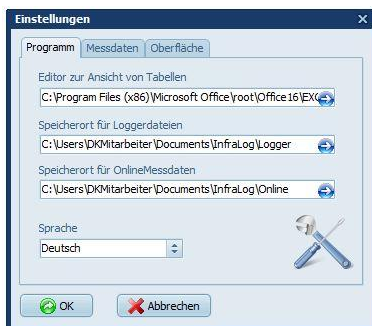 Einstellungen
Programm Messdaten Oberfläche
Editor zur Ansicht von Tabellen
C:\Program Files (x86)\Microsoft Office\root\Office16\EXC
Speicherort für Loggerdateien
C:\Users\DKMitarbeiter\Documents\InfraLog\Logger
Speicherort für OnlineMessdaten
C:\Users\DKMitarbeiter\Documents\InfraLog\Online
Sprache
Deutsch
OK Abbrechen